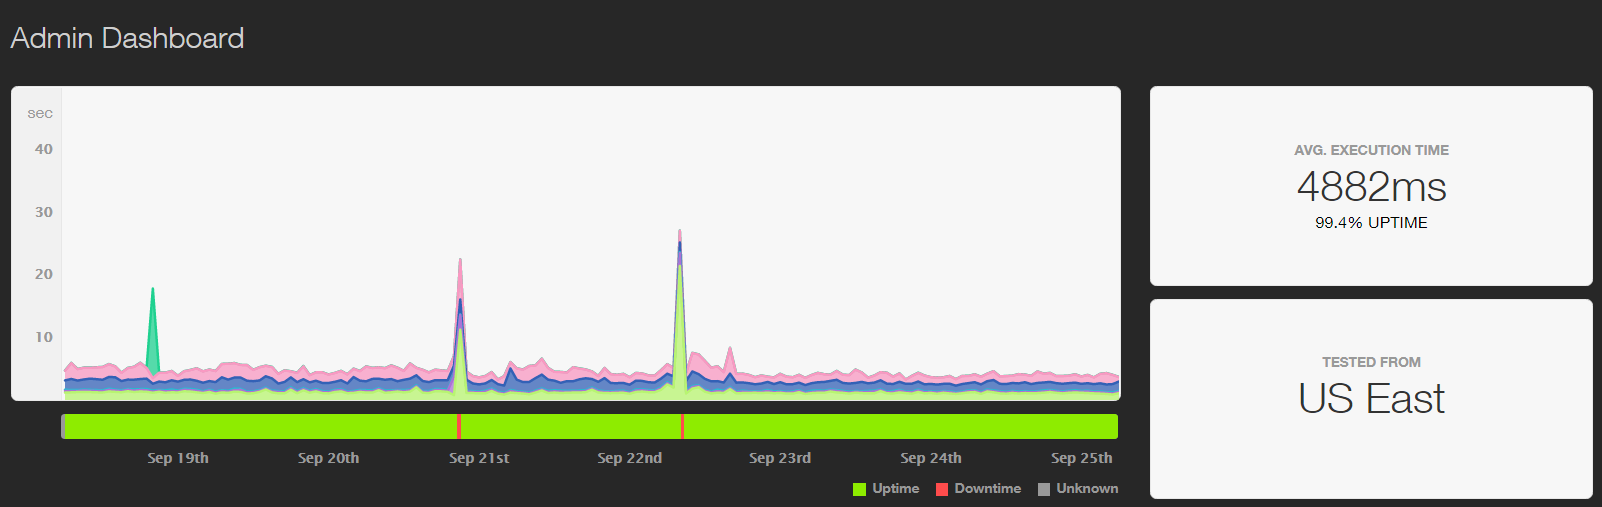 Admin Dashboard
sec
40
30
20
10
Sep 19th Sep 20th Sep 21st Sep 22nd Sep 23rd Sep 24th Sep 25th
Uptime Downtime Unknown
AVG. EXECUTION TIME
4882ms
99.4% UPTIME
TESTED FROM
US East